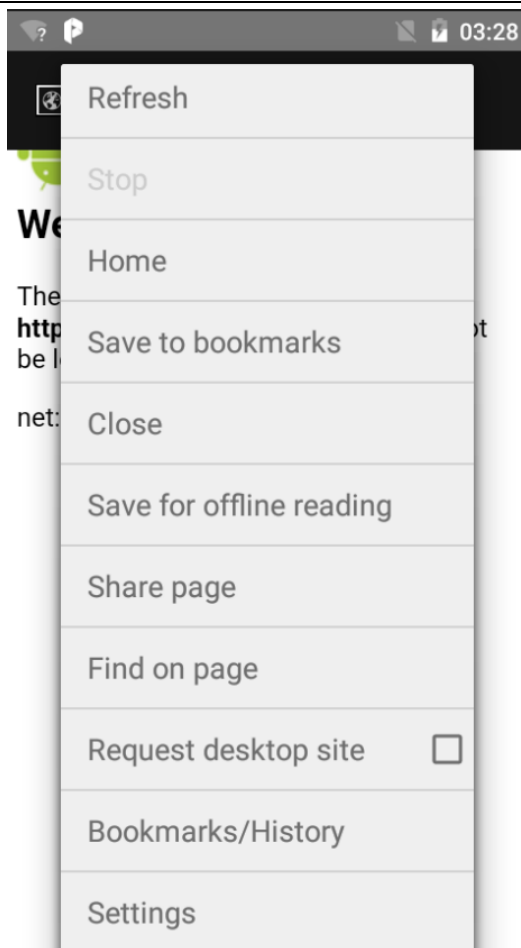 03:28
Refresh
Stop
We
Home
The
http
Save to bookmarks
be l
net:
Close
Save for offline reading
Share page
Find on page
Request desktop site
Bookmarks/History
Settings